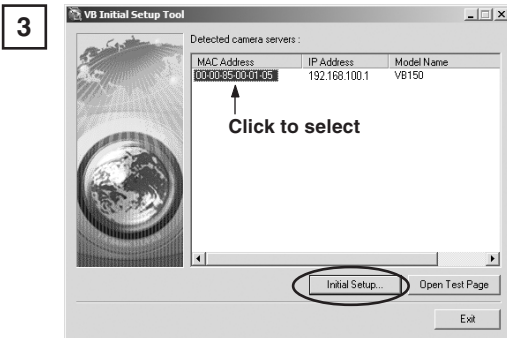 3
VB Initial Setup Tool
Detected camera servers :
MAC Address IP Address Model Name
00-00-85-00-01-05 192.168.100.1 VB150
Click to select
Initial Setup... Open Test Page
Exit